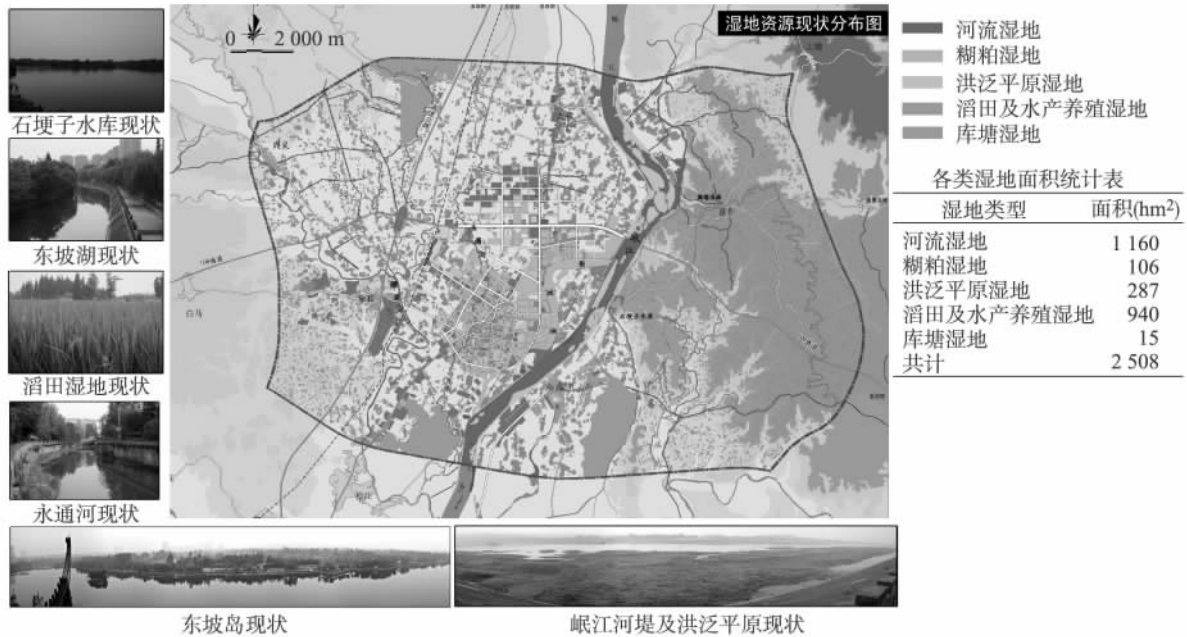 湿地资源现状分布图
0 2 000 m
石埂子水库现状
东坡湖现状
滔田湿地现状
永通河现状
东坡岛现状
岷江河堤及洪泛平原现状
白马
河流湿地
糊粕湿地
洪泛平原湿地
滔田及水产养殖湿地
库塘湿地
各类湿地面积统计表
湿地类型 面积(hm²)
河流湿地 1 160
糊粕湿地 106
洪泛平原湿地 287
滔田及水产养殖湿地 940
库塘湿地 15
共计 2 508